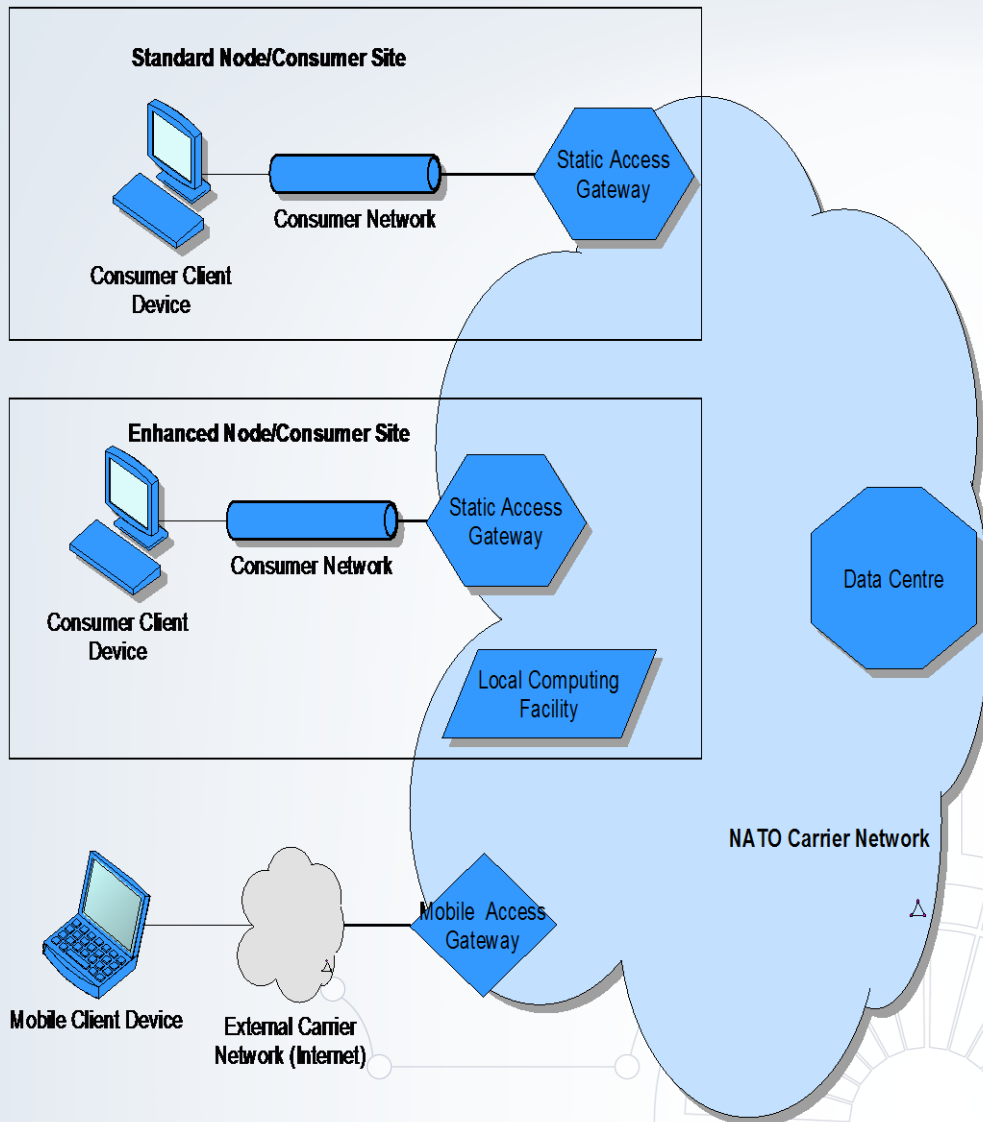 Standard Node/Consumer Site
Static Access
Gateway
Consumer Network
Consumer Client
Device
Enhanced Node/Consumer Site
Static Access
Gateway
Consumer Network
Consumer Client
Device
Data Centre
Local Computing
Facility
NATO Carrier Network
Mobile Access
Gateway
Mobile Client Device
External Carrier
Network (Internet)